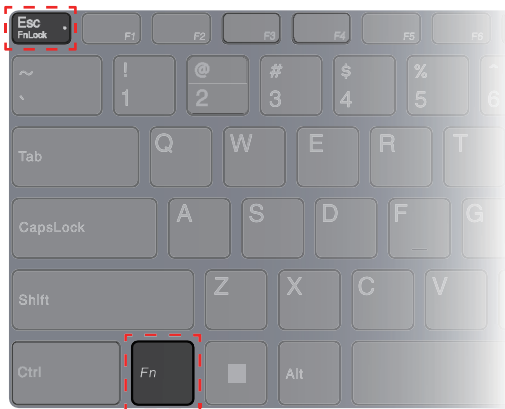 Esc
FnLock
F1
F2
F3
F4
F5
F6
~
`
!
1
@
2
#
3
$
4
%
5
^
6
Tab
Q
W
E
R
T
CapsLock
A
S
D
F
G
Shift
Z
X
C
V
Ctrl
Fn
Alt